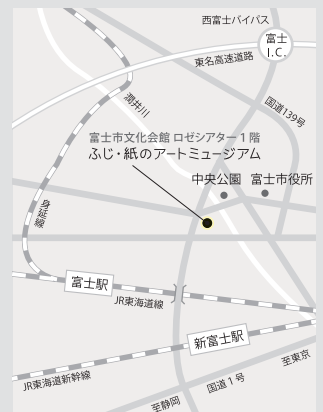 西富士バイパス
富士
I.C.
東名高速道路
国道139号
潤井川
富士市文化会館 ロゼシアター1階
ふじ・紙のアートミュージアム
中央公園
富士市役所
身延線
富士駅
JR東海道線
新富士駅
至東京
JR東海道新幹線
国道1号
至静岡